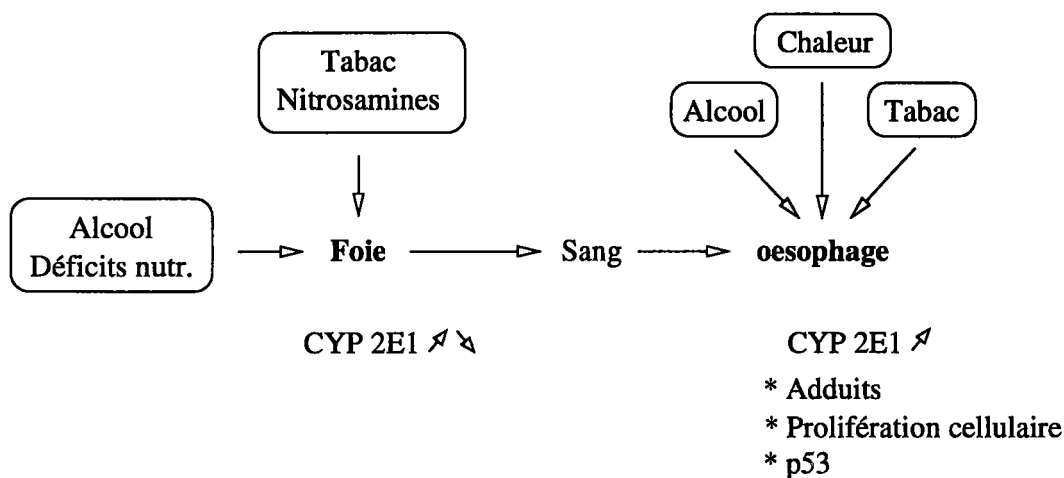 Tabac
Nitrosamines
Chaleur
Alcool
Tabac
Alcool
Déficits nutr.
Foie
Sang
oesophage
CYP 2E1
CYP 2E1
* Adduits
* Prolifération cellulaire
* p53